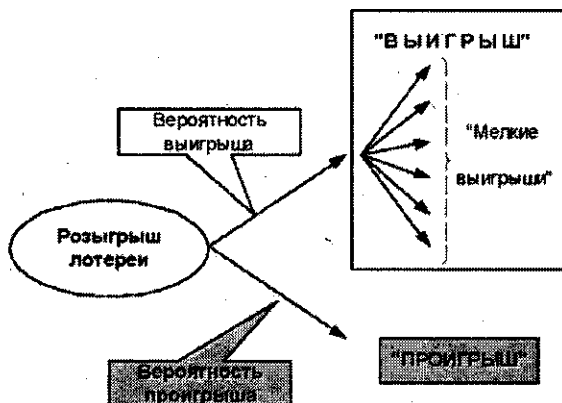 "ВЫИГРЫШ"
Вероятность
выигрыша
"Мелкие
выигрыши"
Розыгрыш
лотереи
Вероятность
проигрыша
"ПРОИГРЫШ"